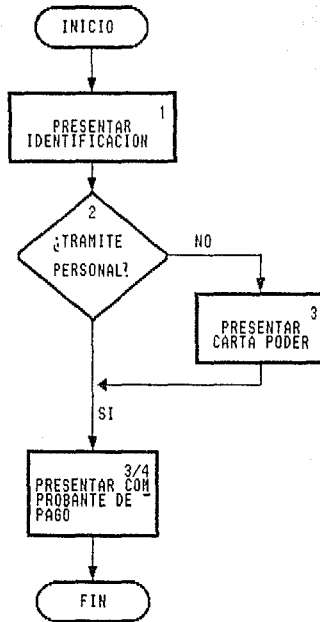 INICIO
1
PRESENTAR
IDENTIFICACION
2
¿TRAMITE
PERSONAL?
NO
3
PRESENTAR
CARTA PODER
SI
3/4
PRESENTAR COM
PROBANTE DE
PAGO
FIN